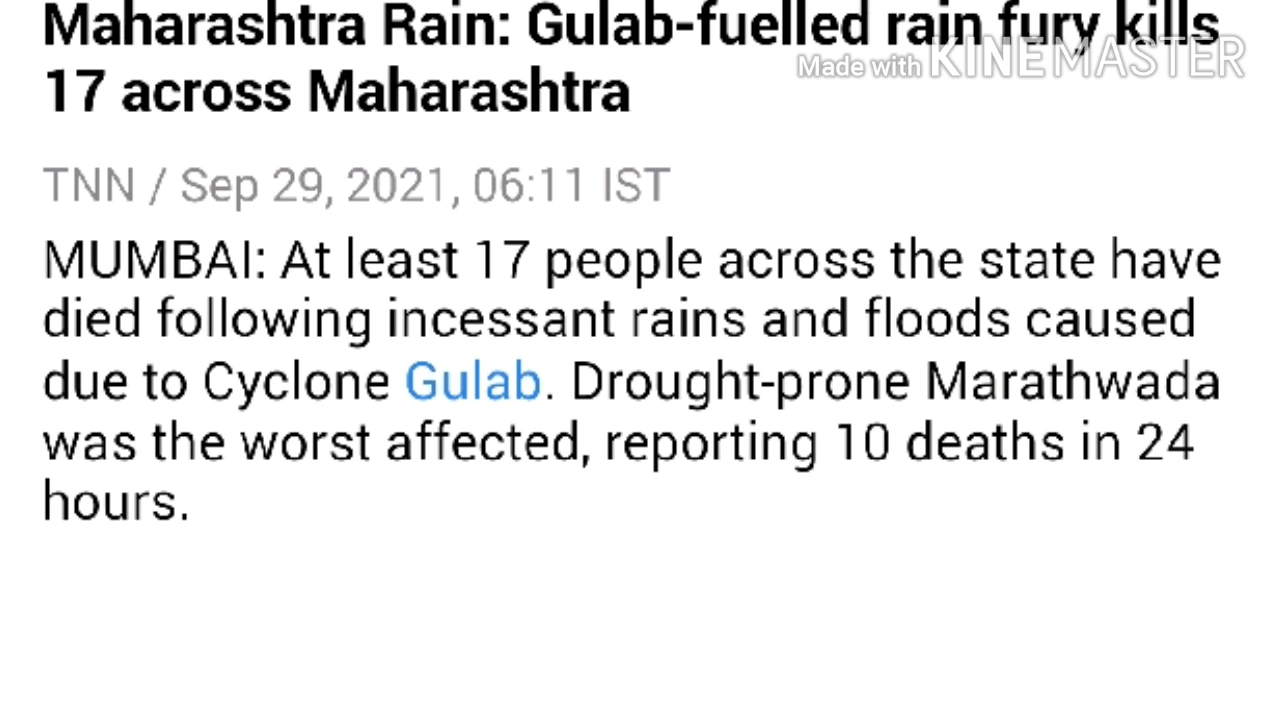 Maharashtra Rain: Gulab-fuelled rain fury kills
Made with KINEMASTER
17 across Maharashtra
TNN / Sep 29, 2021, 06:11 IST
MUMBAI: At least 17 people across the state have
died following incessant rains and floods caused
due to Cyclone Gulab. Drought-prone Marathwada
was the worst affected, reporting 10 deaths in 24
hours.